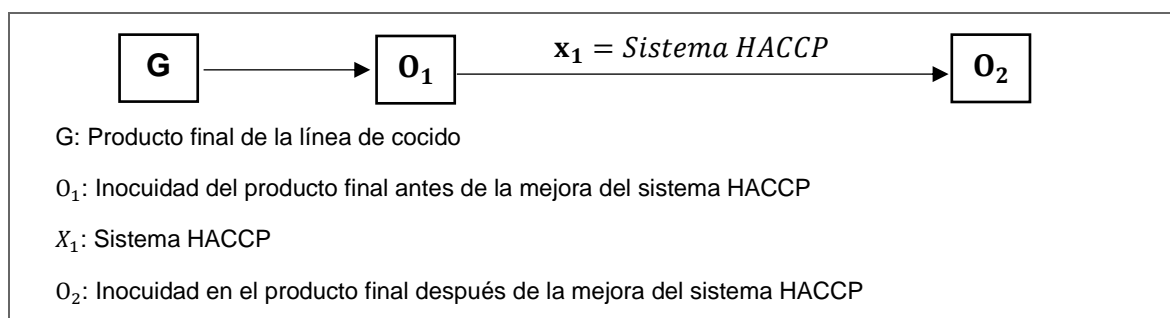 G O₁ x₁ = Sistema HACCP O₂
G: Producto final de la línea de cocido
O₁: Inocuidad del producto final antes de la mejora del sistema HACCP
X₁: Sistema HACCP
O₂: Inocuidad en el producto final después de la mejora del sistema HACCP